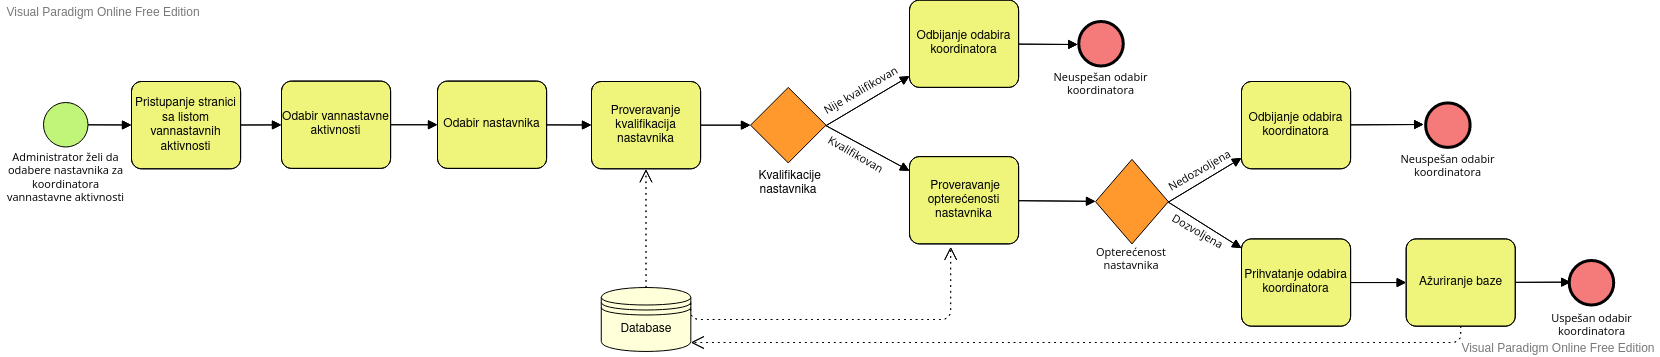 Visual Paradigm Online Free Edition
Administrator želi da
odabere nastavnika za
koordinatora
vannastavne aktivnosti
Pristupanje stranici
sa listom
vannastavnih
aktivnosti
Odabir vannastavne
aktivnosti
Odabir nastavnika
Proveravanje
kvalifikacija
nastavnika
Kvalifikacije
nastavnika
Nije kvalifikovan
Kvalifikovan
Odbijanje odabira
koordinatora
Neuspešan odabir
koordinatora
Proveravanje
opterećenosti
nastavnika
Opterećenost
nastavnika
Nedozvoljena
Dozvoljena
Odbijanje odabira
koordinatora
Neuspešan odabir
koordinatora
Prihvatanje odabira
koordinatora
Ažuriranje baze
Uspešan odabir
koordinatora
Database
Visual Paradigm Online Free Edition